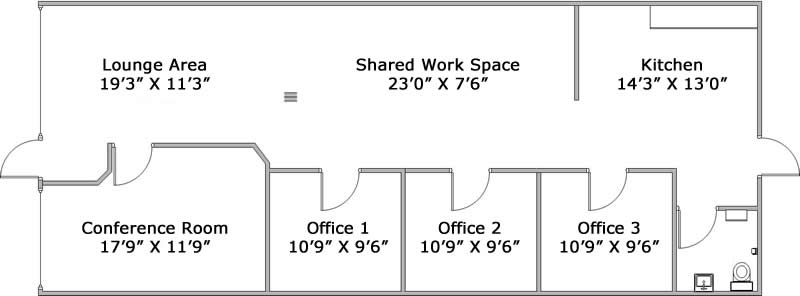 Lounge Area
19’3” X 11’3”
Shared Work Space
23’0” X 7’6”
Kitchen
14’3” X 13’0”
Conference Room
17’9” X 11’9”
Office 1
10’9” X 9’6”
Office 2
10’9” X 9’6”
Office 3
10’9” X 9’6”